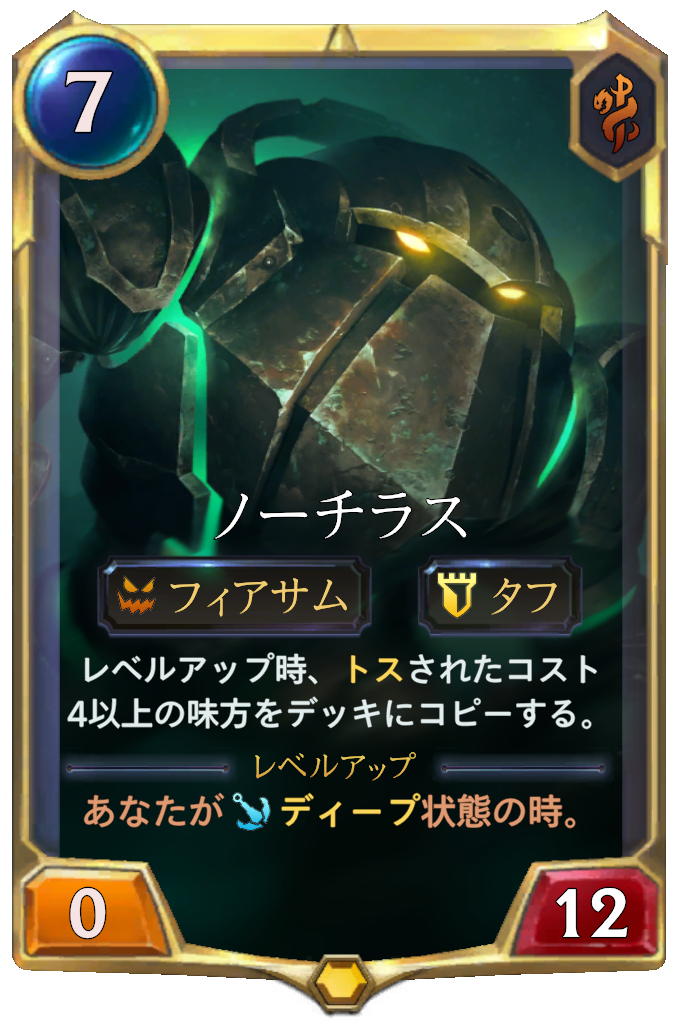 7
ノーチラス
フィアサム
タフ
レベルアップ時、トスされたコスト
4以上の味方をデッキにコピーする。
レベルアップ
あなたがディープ状態の時。
0
12